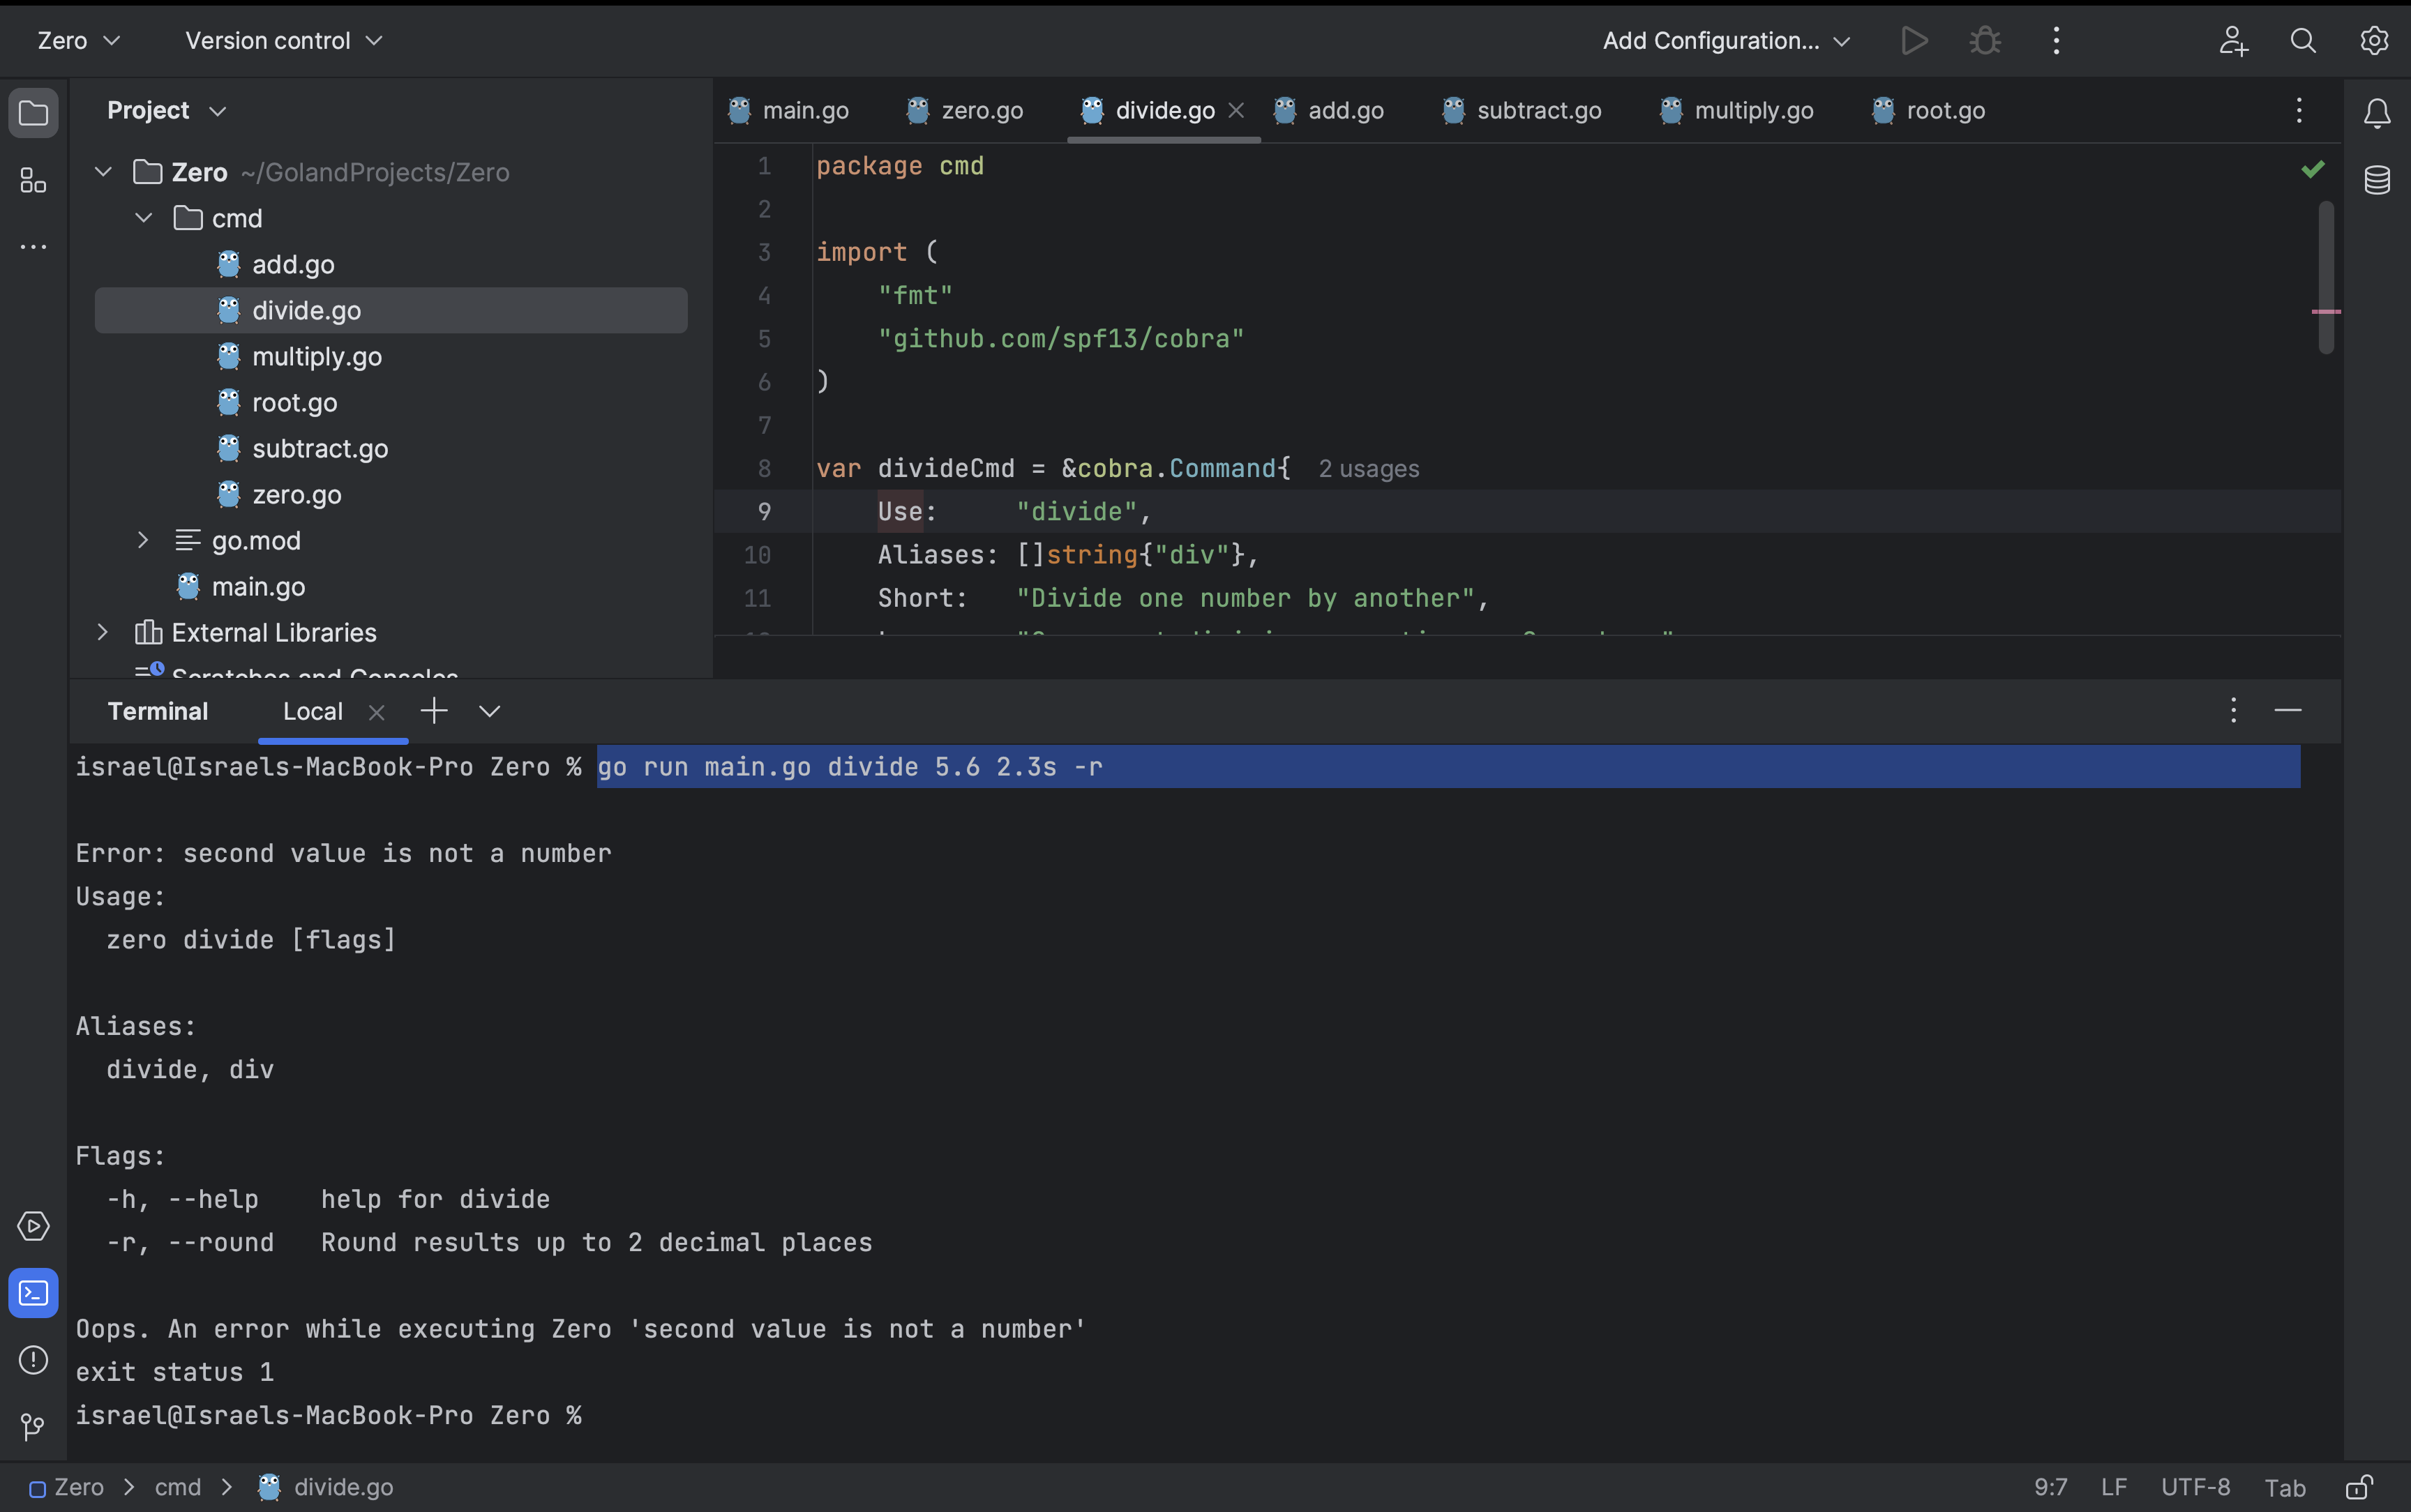 Zero Version control Add Configuration...
Project
Zero ~/GolandProjects/Zero
cmd
add.go
divide.go
multiply.go
root.go
subtract.go
zero.go
go.mod
main.go
External Libraries
Scratches and Consoles
main.go zero.go divide.go add.go subtract.go multiply.go root.go
1 package cmd
2
3 import (
4 "fmt"
5 "github.com/spf13/cobra"
6 )
7
8 var divideCmd = &cobra.Command{ 2 usages
9 Use: "divide",
10 Aliases: []string{"div"},
11 Short: "Divide one number by another",
Terminal Local
israel@Israels-MacBook-Pro Zero % go run main.go divide 5.6 2.3s -r
Error: second value is not a number
Usage:
zero divide [flags]
Aliases:
divide, div
Flags:
-h, --help help for divide
-r, --round Round results up to 2 decimal places
Oops. An error while executing Zero 'second value is not a number'
exit status 1
israel@Israels-MacBook-Pro Zero %
Zero cmd divide.go 9:7 LF UTF-8 Tab